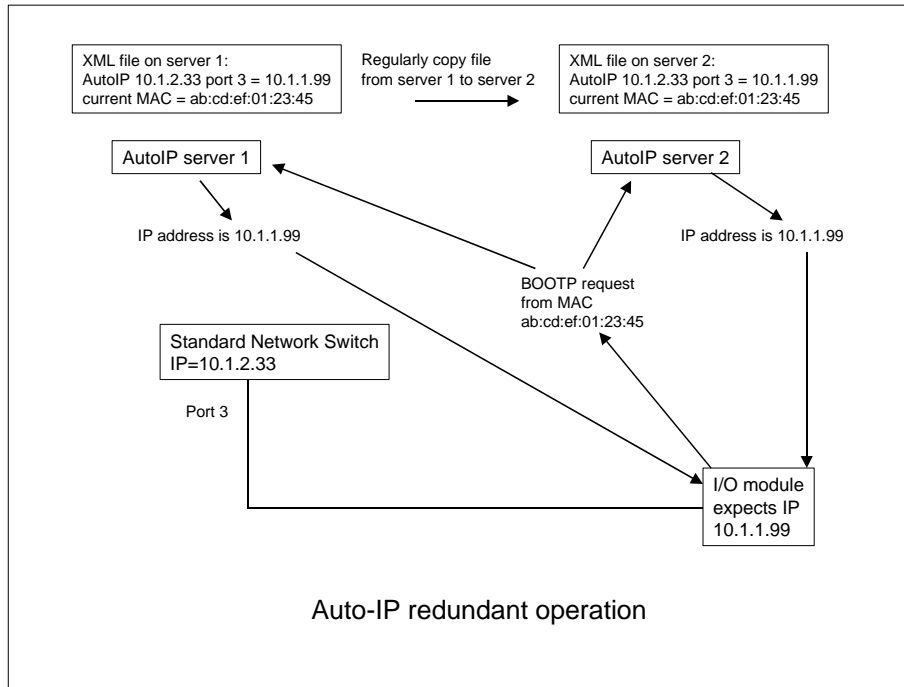 XML file on server 1:
AutoIP 10.1.2.33 port 3 = 10.1.1.99
current MAC = ab:cd:ef:01:23:45
Regularly copy file
from server 1 to server 2
XML file on server 2:
AutoIP 10.1.2.33 port 3 = 10.1.1.99
current MAC = ab:cd:ef:01:23:45
AutoIP server 1
AutoIP server 2
IP address is 10.1.1.99
IP address is 10.1.1.99
BOOTP request
from MAC
ab:cd:ef:01:23:45
Standard Network Switch
IP=10.1.2.33
Port 3
I/O module
expects IP
10.1.1.99
Auto-IP redundant operation